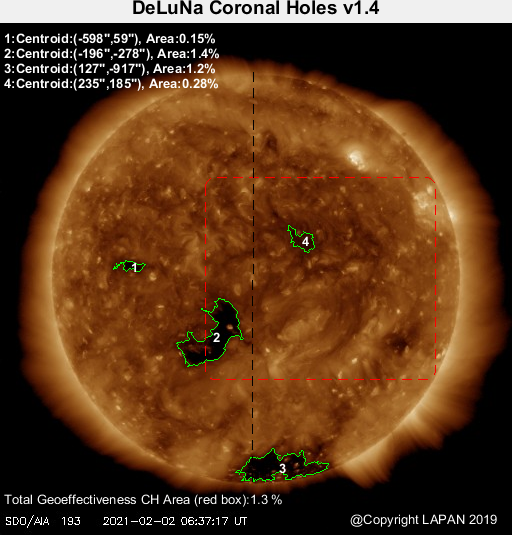 DeLuNa Coronal Holes v1.4
1:Centroid:(-598",59"), Area:0.15%
2:Centroid:(-196",-278"), Area:1.4%
3:Centroid:(127",-917"), Area:1.2%
4:Centroid:(235",185"), Area:0.28%
4
1
2
3
Total Geoeffectiveness CH Area (red box):1.3 %
SDO/AIA 193 2021-02-02 06:37:17 UT
@Copyright LAPAN 2019